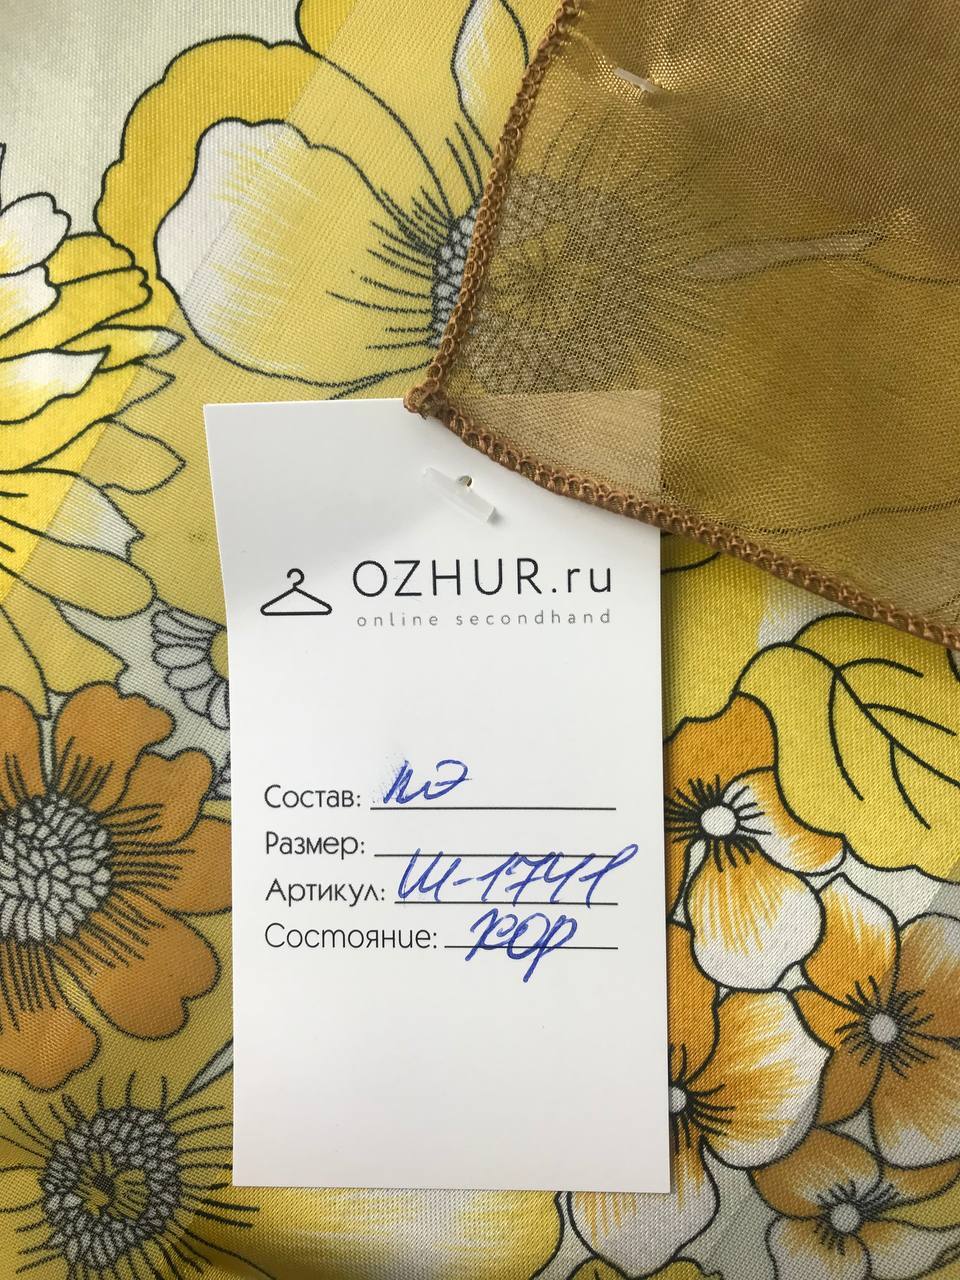 OZHUR.ru
online secondhand
Состав: пэ
Размер:
Артикул: Ш-1741
Состояние: хор